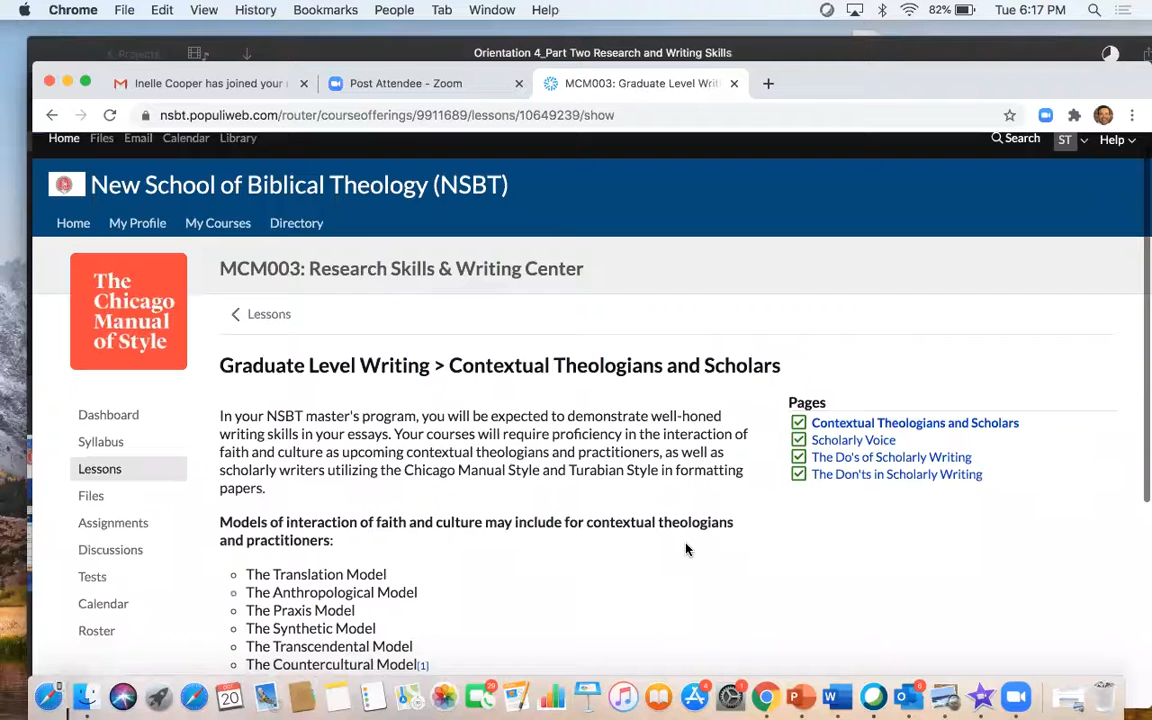 Chrome File Edit View History Bookmarks People Tab Window Help 82% Tue 6:17 PM
Projects Orientation 4_Part Two Research and Writing Skills
Inelle Cooper has joined your Post Attendee - Zoom MCM003: Graduate Level Writ
nsbt.populiweb.com/router/courseofferings/9911689/lessons/10649239/show
Home Files Email Calendar Library Search ST Help
New School of Biblical Theology (NSBT)
Home My Profile My Courses Directory
The
Chicago
Manual
of Style
MCM003: Research Skills & Writing Center
Lessons
Graduate Level Writing > Contextual Theologians and Scholars
In your NSBT master's program, you will be expected to demonstrate well-honed
writing skills in your essays. Your courses will require proficiency in the interaction of
faith and culture as upcoming contextual theologians and practitioners, as well as
scholarly writers utilizing the Chicago Manual Style and Turabian Style in formatting
papers.
Models of interaction of faith and culture may include for contextual theologians
and practitioners:
The Translation Model
The Anthropological Model
The Praxis Model
The Synthetic Model
The Transcendental Model
The Countercultural Model[1]
Pages
Contextual Theologians and Scholars
Scholarly Voice
The Do's of Scholarly Writing
The Don'ts in Scholarly Writing
Dashboard
Syllabus
Lessons
Files
Assignments
Discussions
Tests
Calendar
Roster
20